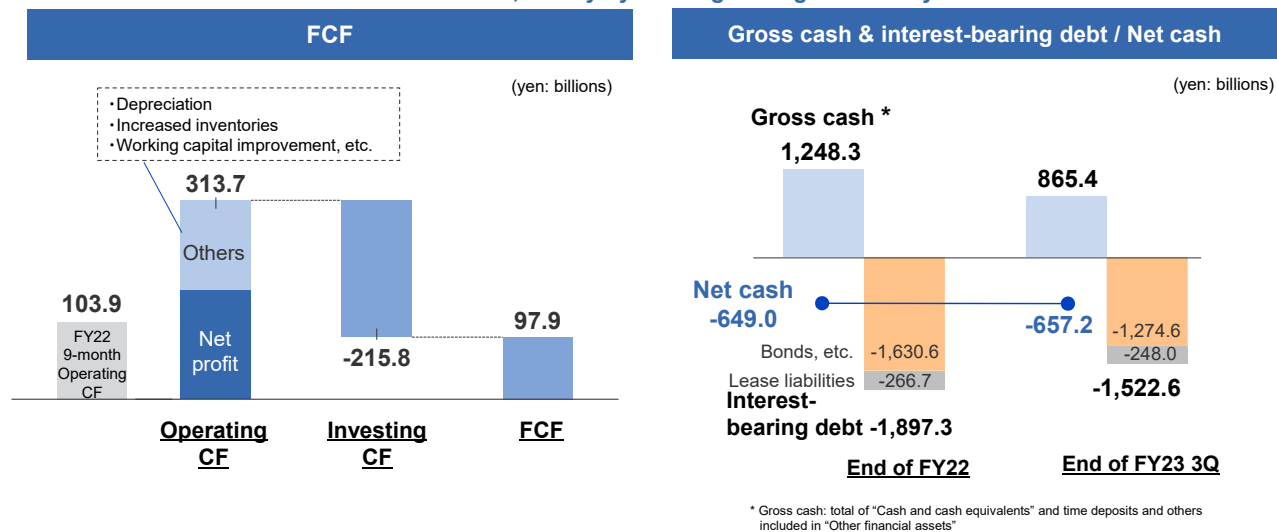 FCF
(yen: billions)
・Depreciation
・Increased inventories
・Working capital improvement, etc.
313.7
Others
Net
profit
103.9
FY22
9-month
Operating
CF
-215.8
97.9
Operating
CF
Investing
CF
FCF
Gross cash & interest-bearing debt / Net cash
(yen: billions)
Gross cash *
1,248.3
865.4
Net cash
-649.0
-657.2
Bonds, etc.
-1,630.6
-1,274.6
Lease liabilities
-266.7
-248.0
Interest-
bearing debt -1,897.3
-1,522.6
End of FY22
End of FY23 3Q
* Gross cash: total of “Cash and cash equivalents” and time deposits and others
included in “Other financial assets”